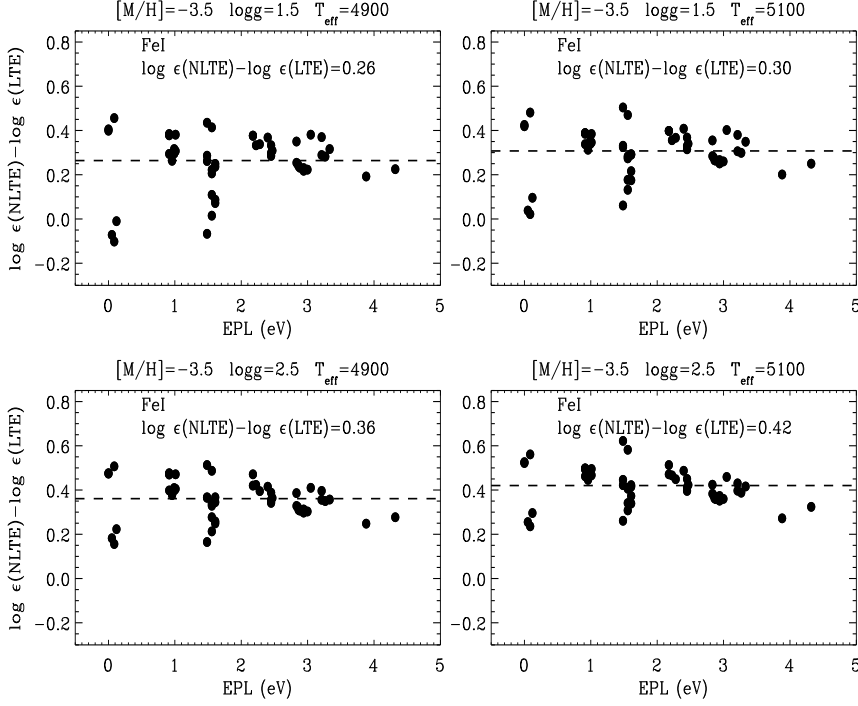 [M/H]=−3.5 logg=1.5 T_eff=4900
FeI
log ϵ(NLTE)−log ϵ(LTE)=0.26
log ϵ(NLTE)−log ϵ(LTE)
0.8
0.6
0.4
0.2
0.0
−0.2
0 1 2 3 4 5
EPL (eV)
[M/H]=−3.5 logg=1.5 T_eff=5100
FeI
log ϵ(NLTE)−log ϵ(LTE)=0.30
0.8
0.6
0.4
0.2
0.0
−0.2
0 1 2 3 4 5
EPL (eV)
[M/H]=−3.5 logg=2.5 T_eff=4900
FeI
log ϵ(NLTE)−log ϵ(LTE)=0.36
log ϵ(NLTE)−log ϵ(LTE)
0.8
0.6
0.4
0.2
0.0
−0.2
0 1 2 3 4 5
EPL (eV)
[M/H]=−3.5 logg=2.5 T_eff=5100
FeI
log ϵ(NLTE)−log ϵ(LTE)=0.42
0.8
0.6
0.4
0.2
0.0
−0.2
0 1 2 3 4 5
EPL (eV)